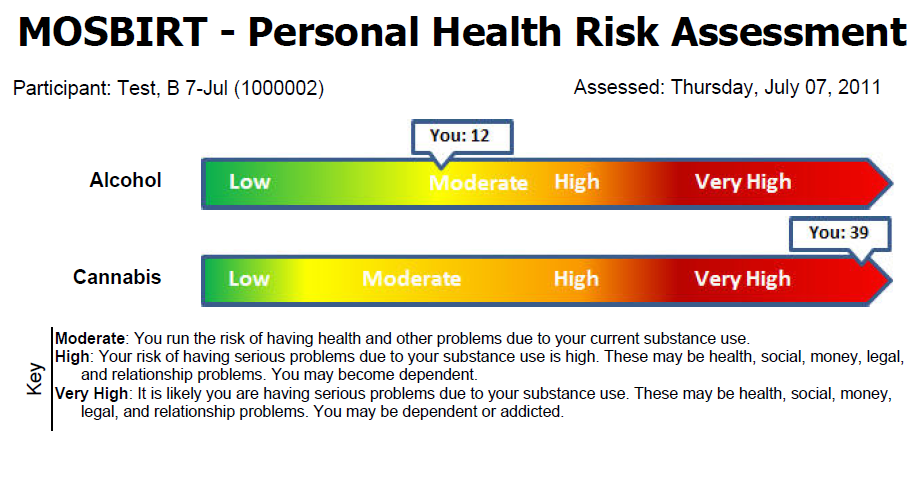 MOSBIRT - Personal Health Risk Assessment
Participant: Test, B 7-Jul (1000002)
Assessed: Thursday, July 07, 2011
You: 12
Alcohol
Low
Moderate
High
Very High
You: 39
Cannabis
Low
Moderate
High
Very High
Key
Moderate: You run the risk of having health and other problems due to your current substance use.
High: Your risk of having serious problems due to your substance use is high. These may be health, social, money, legal,
and relationship problems. You may become dependent.
Very High: It is likely you are having serious problems due to your substance use. These may be health, social, money,
legal, and relationship problems. You may be dependent or addicted.